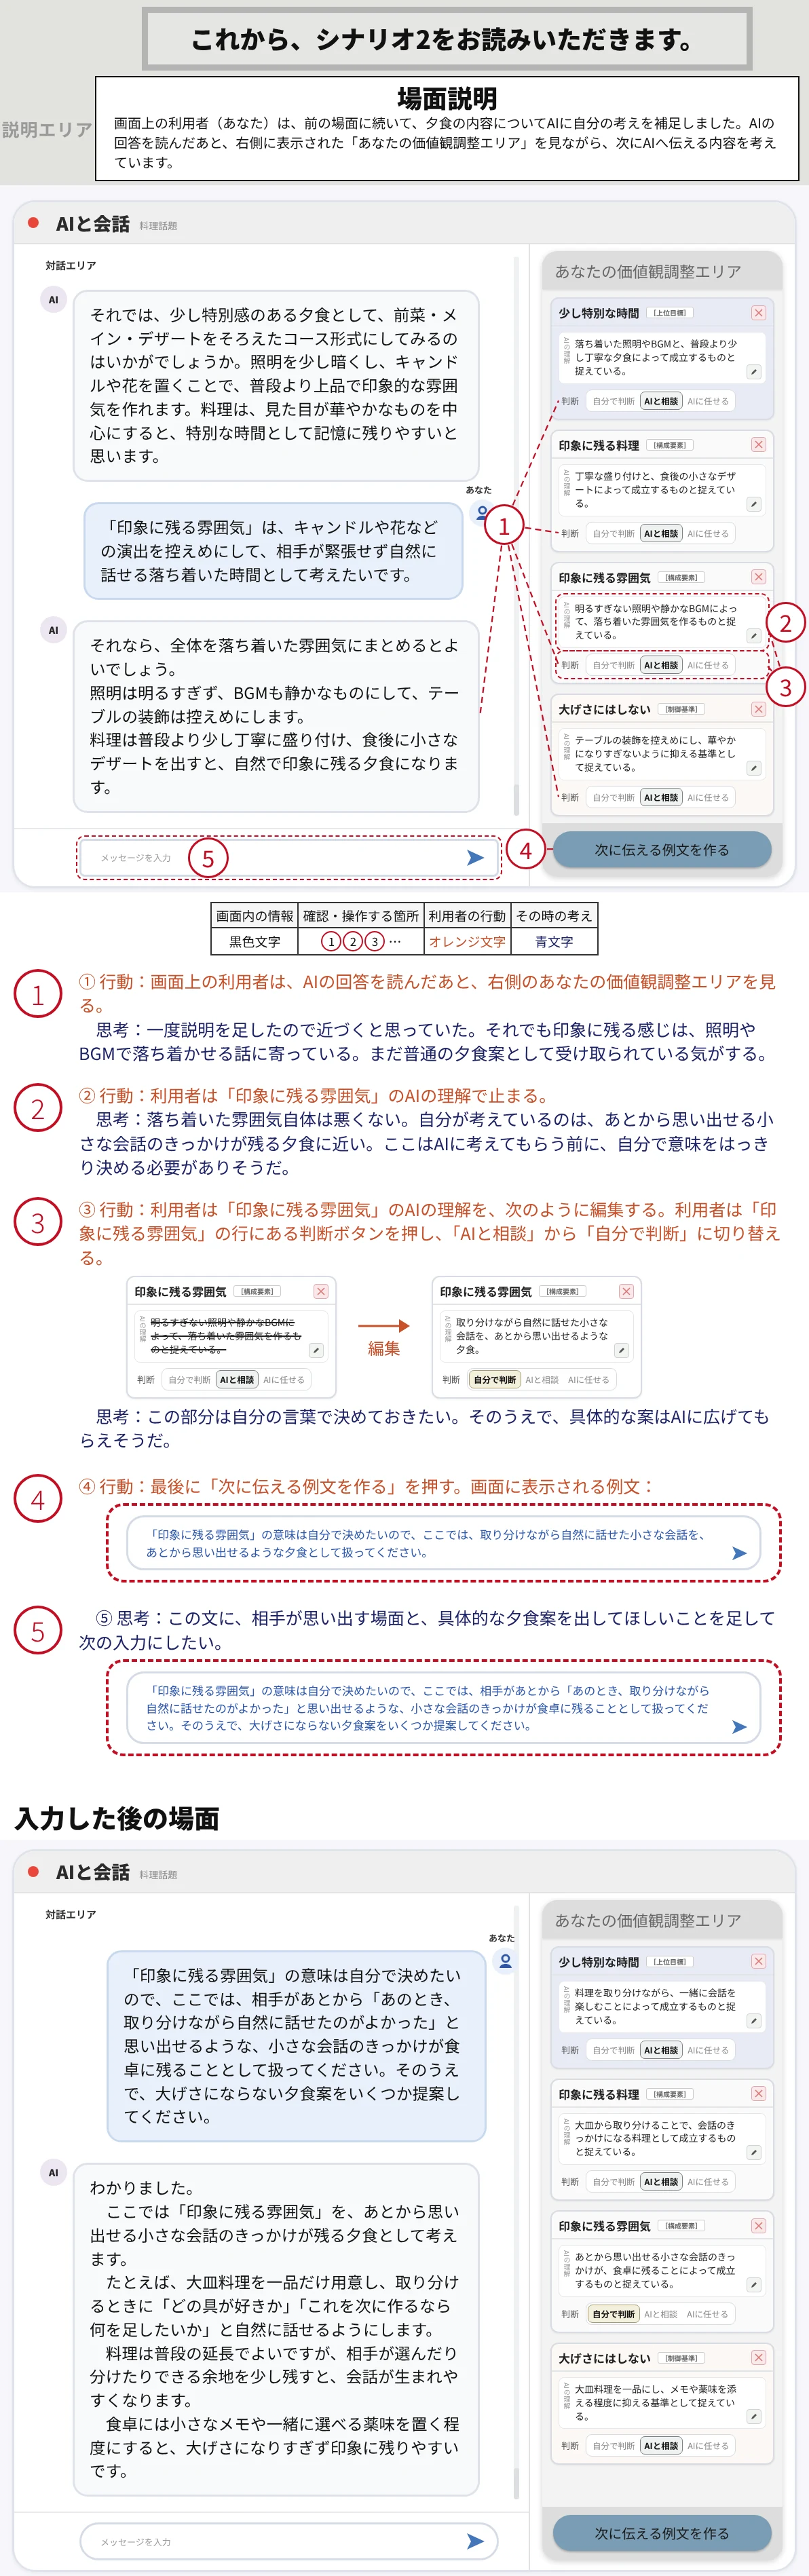 これから、シナリオ2をお読みいただきます。
説明エリア
場面説明
画面上の利用者（あなた）は、前の場面に続いて、夕食の内容についてAIに自分の考えを補足しました。AIの
回答を読んだあと、右側に表示された「あなたの価値観調整エリア」を見ながら、次にAIへ伝える内容を考え
ています。
AIと会話 料理話題
対話エリア
AI
それでは、少し特別感のある夕食として、前菜・メ
イン・デザートをそろえたコース形式にしてみるの
はいかがでしょうか。照明を少し暗くし、キャンド
ルや花を置くことで、普段より上品で印象的な雰囲
気を作れます。料理は、見た目が華やかなものを中
心にすると、特別な時間として記憶に残りやすいと
思います。
あなた
「印象に残る雰囲気」は、キャンドルや花など
の演出を控えめにして、相手が緊張せず自然に
話せる落ち着いた時間として考えたいです。
AI
それなら、全体を落ち着いた雰囲気にまとめるとよ
いでしょう。
照明は明るすぎず、BGMも静かなものにして、テー
ブルの装飾は控えめにします。
料理は普段より少し丁寧に盛り付け、食後に小さな
デザートを出すと、自然で印象に残る夕食になりま
す。
メッセージを入力
5
あなたの価値観調整エリア
少し特別な時間 [上位目標]
AIの理解
落ち着いた照明やBGMと、普段より少
し丁寧な夕食によって成立するものと
捉えている。
判断 自分で判断 AIと相談 AIに任せる
印象に残る料理 [構成要素]
AIの理解
丁寧な盛り付けと、食後の小さなデザ
ートによって成立するものと捉えてい
る。
判断 自分で判断 AIと相談 AIに任せる
1
印象に残る雰囲気 [構成要素]
AIの理解
明るすぎない照明や静かなBGMによっ
て、落ち着いた雰囲気を作るものと捉
えている。
2
判断 自分で判断 AIと相談 AIに任せる
3
大げさにはしない [制御基準]
AIの理解
テーブルの装飾を控えめにし、華やか
になりすぎないように抑える基準とし
て捉えている。
判断 自分で判断 AIと相談 AIに任せる
4
次に伝える例文を作る
画面内の情報 確認・操作する箇所 利用者の行動 その時の考え
黒色文字 1 2 3 … オレンジ文字 青文字
1
① 行動：画面上の利用者は、AIの回答を読んだあと、右側のあなたの価値観調整エリアを見
る。
思考：一度説明を足したので近づくと思っていた。それでも印象に残る感じは、照明や
BGMで落ち着かせる話に寄っている。まだ普通の夕食案として受け取られている気がする。
2
② 行動：利用者は「印象に残る雰囲気」のAIの理解で止まる。
思考：落ち着いた雰囲気自体は悪くない。自分が考えているのは、あとから思い出せる小
さな会話のきっかけが残る夕食に近い。ここはAIに考えてもらう前に、自分で意味をはっき
り決める必要がありそうだ。
3
③ 行動：利用者は「印象に残る雰囲気」のAIの理解を、次のように編集する。利用者は「印
象に残る雰囲気」の行にある判断ボタンを押し、「AIと相談」から「自分で判断」に切り替え
る。
印象に残る雰囲気 [構成要素]
AIの理解
明るすぎない照明や静かなBGMに
よって、落ち着いた雰囲気を作るも
のと捉えている。
判断 自分で判断 AIと相談 AIに任せる
編集
印象に残る雰囲気 [構成要素]
AIの理解
取り分けながら自然に話せた小さな
会話を、あとから思い出せるような
夕食。
判断 自分で判断 AIと相談 AIに任せる
思考：この部分は自分の言葉で決めておきたい。そのうえで、具体的な案はAIに広げても
らえそうだ。
4
④ 行動：最後に「次に伝える例文を作る」を押す。画面に表示される例文：
「印象に残る雰囲気」の意味は自分で決めたいので、ここでは、取り分けながら自然に話せた小さな会話を、
あとから思い出せるような夕食として扱ってください。
5
⑤ 思考：この文に、相手が思い出す場面と、具体的な夕食案を出してほしいことを足して
次の入力にしたい。
「印象に残る雰囲気」の意味は自分で決めたいので、ここでは、相手があとから「あのとき、取り分けながら
自然に話せたのがよかった」と思い出せるような、小さな会話のきっかけが食卓に残ることとして扱ってくだ
さい。そのうえで、大げさにならない夕食案をいくつか提案してください。
入力した後の場面
AIと会話 料理話題
対話エリア
あなた
「印象に残る雰囲気」の意味は自分で決めたい
ので、ここでは、相手があとから「あのとき、
取り分けながら自然に話せたのがよかった」と
思い出せるような、小さな会話のきっかけが食
卓に残ることとして扱ってください。そのうえ
で、大げさにならない夕食案をいくつか提案し
てください。
AI
わかりました。
ここでは「印象に残る雰囲気」を、あとから思い
出せる小さな会話のきっかけが残る夕食として考え
ます。
たとえば、大皿料理を一品だけ用意し、取り分け
るときに「どの具が好きか」「これを次に作るなら
何を足したいか」と自然に話せるようにします。
料理は普段の延長でよいですが、相手が選んだり
分けたりできる余地を少し残すと、会話が生まれや
すくなります。
食卓には小さなメモや一緒に選べる薬味を置く程
度にすると、大げさになりすぎず印象に残りやすい
です。
メッセージを入力
あなたの価値観調整エリア
少し特別な時間 [上位目標]
AIの理解
料理を取り分けながら、一緒に会話を
楽しむことによって成立するものと捉
えている。
判断 自分で判断 AIと相談 AIに任せる
印象に残る料理 [構成要素]
AIの理解
大皿から取り分けることで、会話のき
っかけになる料理として成立するもの
と捉えている。
判断 自分で判断 AIと相談 AIに任せる
印象に残る雰囲気 [構成要素]
AIの理解
あとから思い出せる小さな会話のきっ
かけが、食卓に残ることによって成立
するものと捉えている。
判断 自分で判断 AIと相談 AIに任せる
大げさにはしない [制御基準]
AIの理解
大皿料理を一品にし、メモや薬味を添
える程度に抑える基準として捉えてい
る。
判断 自分で判断 AIと相談 AIに任せる
次に伝える例文を作る